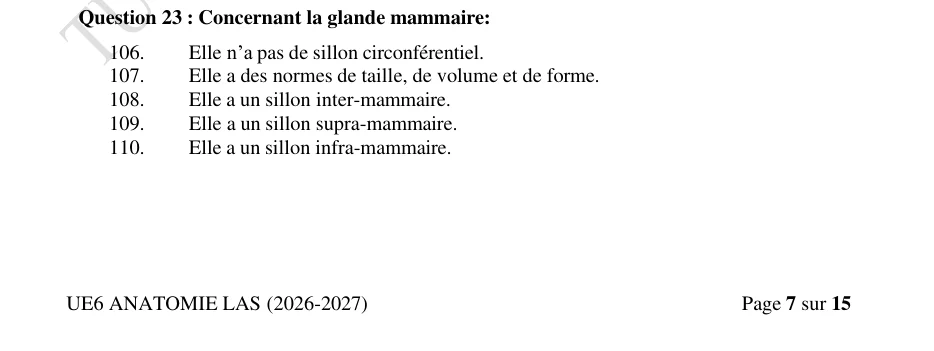 Question 23 : Concernant la glande mammaire:
106. Elle n’a pas de sillon circonférentiel.
107. Elle a des normes de taille, de volume et de forme.
108. Elle a un sillon inter-mammaire.
109. Elle a un sillon supra-mammaire.
110. Elle a un sillon infra-mammaire.
UE6 ANATOMIE LAS (2026-2027) Page 7 sur 15